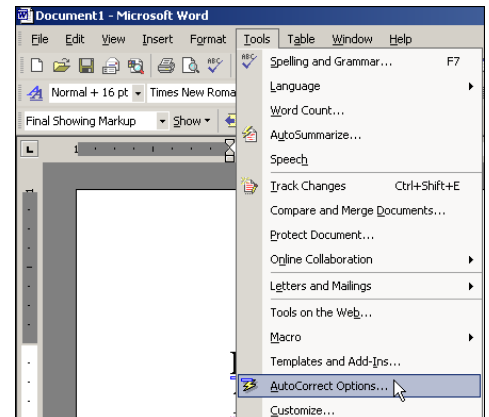 Document1 - Microsoft Word
File Edit View Insert Format Tools Table Window Help
Normal + 16 pt Times New Roma
Final Showing Markup Show
1
Spelling and Grammar... F7
Language
Word Count...
AutoSummarize...
Speech
Track Changes Ctrl+Shift+E
Compare and Merge Documents...
Protect Document...
Online Collaboration
Letters and Mailings
Tools on the Web...
Macro
Templates and Add-Ins...
AutoCorrect Options...
Customize...